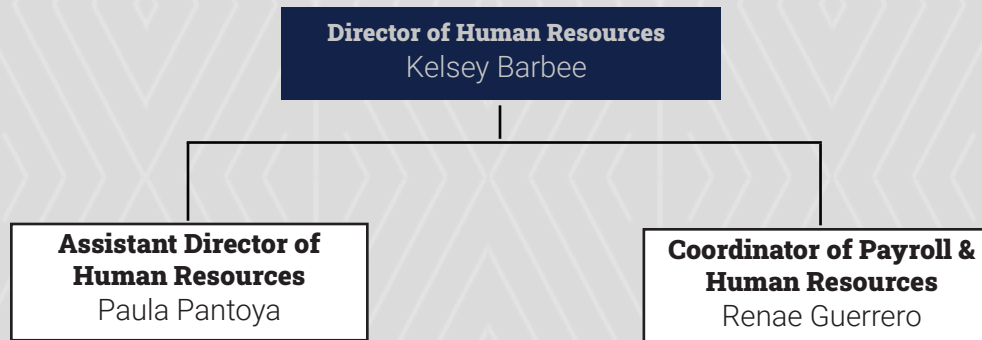 Director of Human Resources
Kelsey Barbee
Assistant Director of
Human Resources
Paula Pantoya
Coordinator of Payroll &
Human Resources
Renae Guerrero